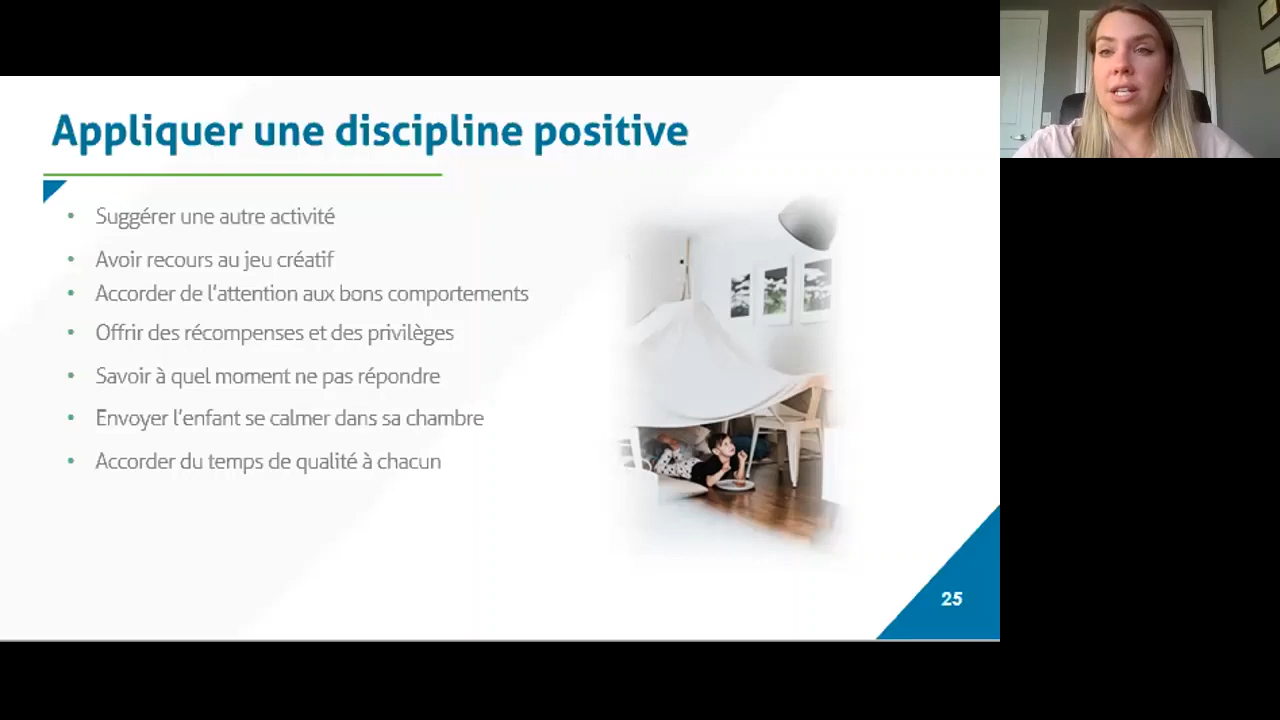 Appliquer une discipline positive
• Suggérer une autre activité
• Avoir recours au jeu créatif
• Accorder de l'attention aux bons comportements
• Offrir des récompenses et des privilèges
• Savoir à quel moment ne pas répondre
• Envoyer l'enfant se calmer dans sa chambre
• Accorder du temps de qualité à chacun
25